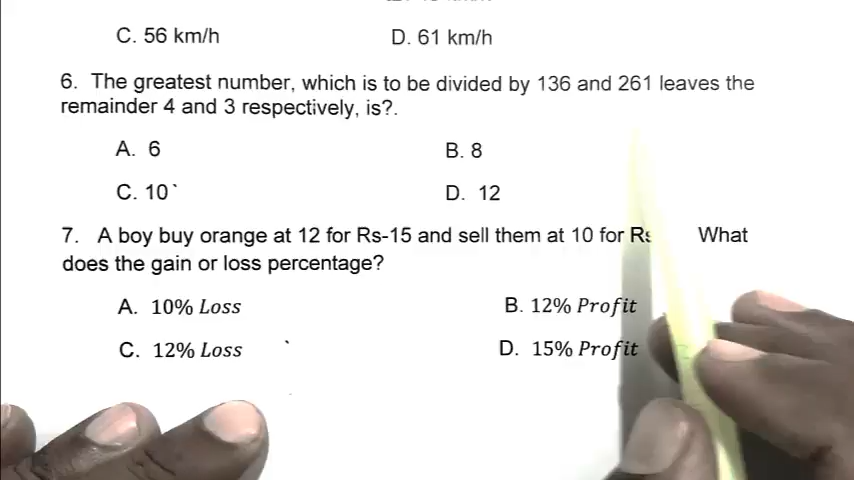 C. 56 km/h D. 61 km/h
6. The greatest number, which is to be divided by 136 and 261 leaves the
remainder 4 and 3 respectively, is?.
A. 6 B. 8
C. 10 D. 12
7. A boy buy orange at 12 for Rs-15 and sell them at 10 for What
does the gain or loss percentage?
A. 10% Loss B. 12% Profit
C. 12% Loss D. 15% Profit